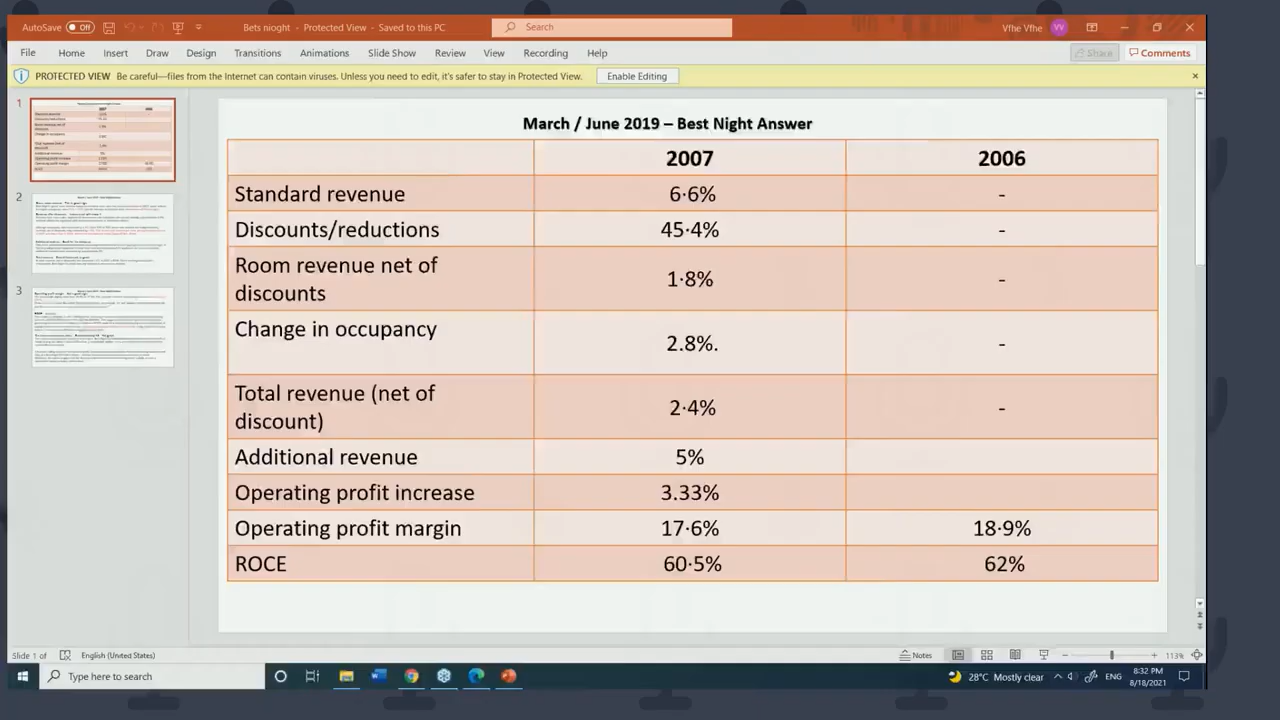 AutoSave Off Bets nioght - Protected View - Saved to this PC Search Vfhe Vfhe VV
File Home Insert Draw Design Transitions Animations Slide Show Review View Recording Help Share Comments
PROTECTED VIEW Be careful—files from the Internet can contain viruses. Unless you need to edit, it's safer to stay in Protected View. Enable Editing
1
2
3
March / June 2019 – Best Night Answer
2007 2006
Standard revenue 6·6% -
Discounts/reductions 45·4% -
Room revenue net of
discounts 1·8% -
Change in occupancy
2.8%. -
Total revenue (net of
discount) 2·4% -
Additional revenue 5%
Operating profit increase 3.33%
Operating profit margin 17·6% 18·9%
ROCE 60·5% 62%
Slide 1 of English (United States) Notes 113%
Type here to search 28°C Mostly clear ENG 8:32 PM
8/18/2021